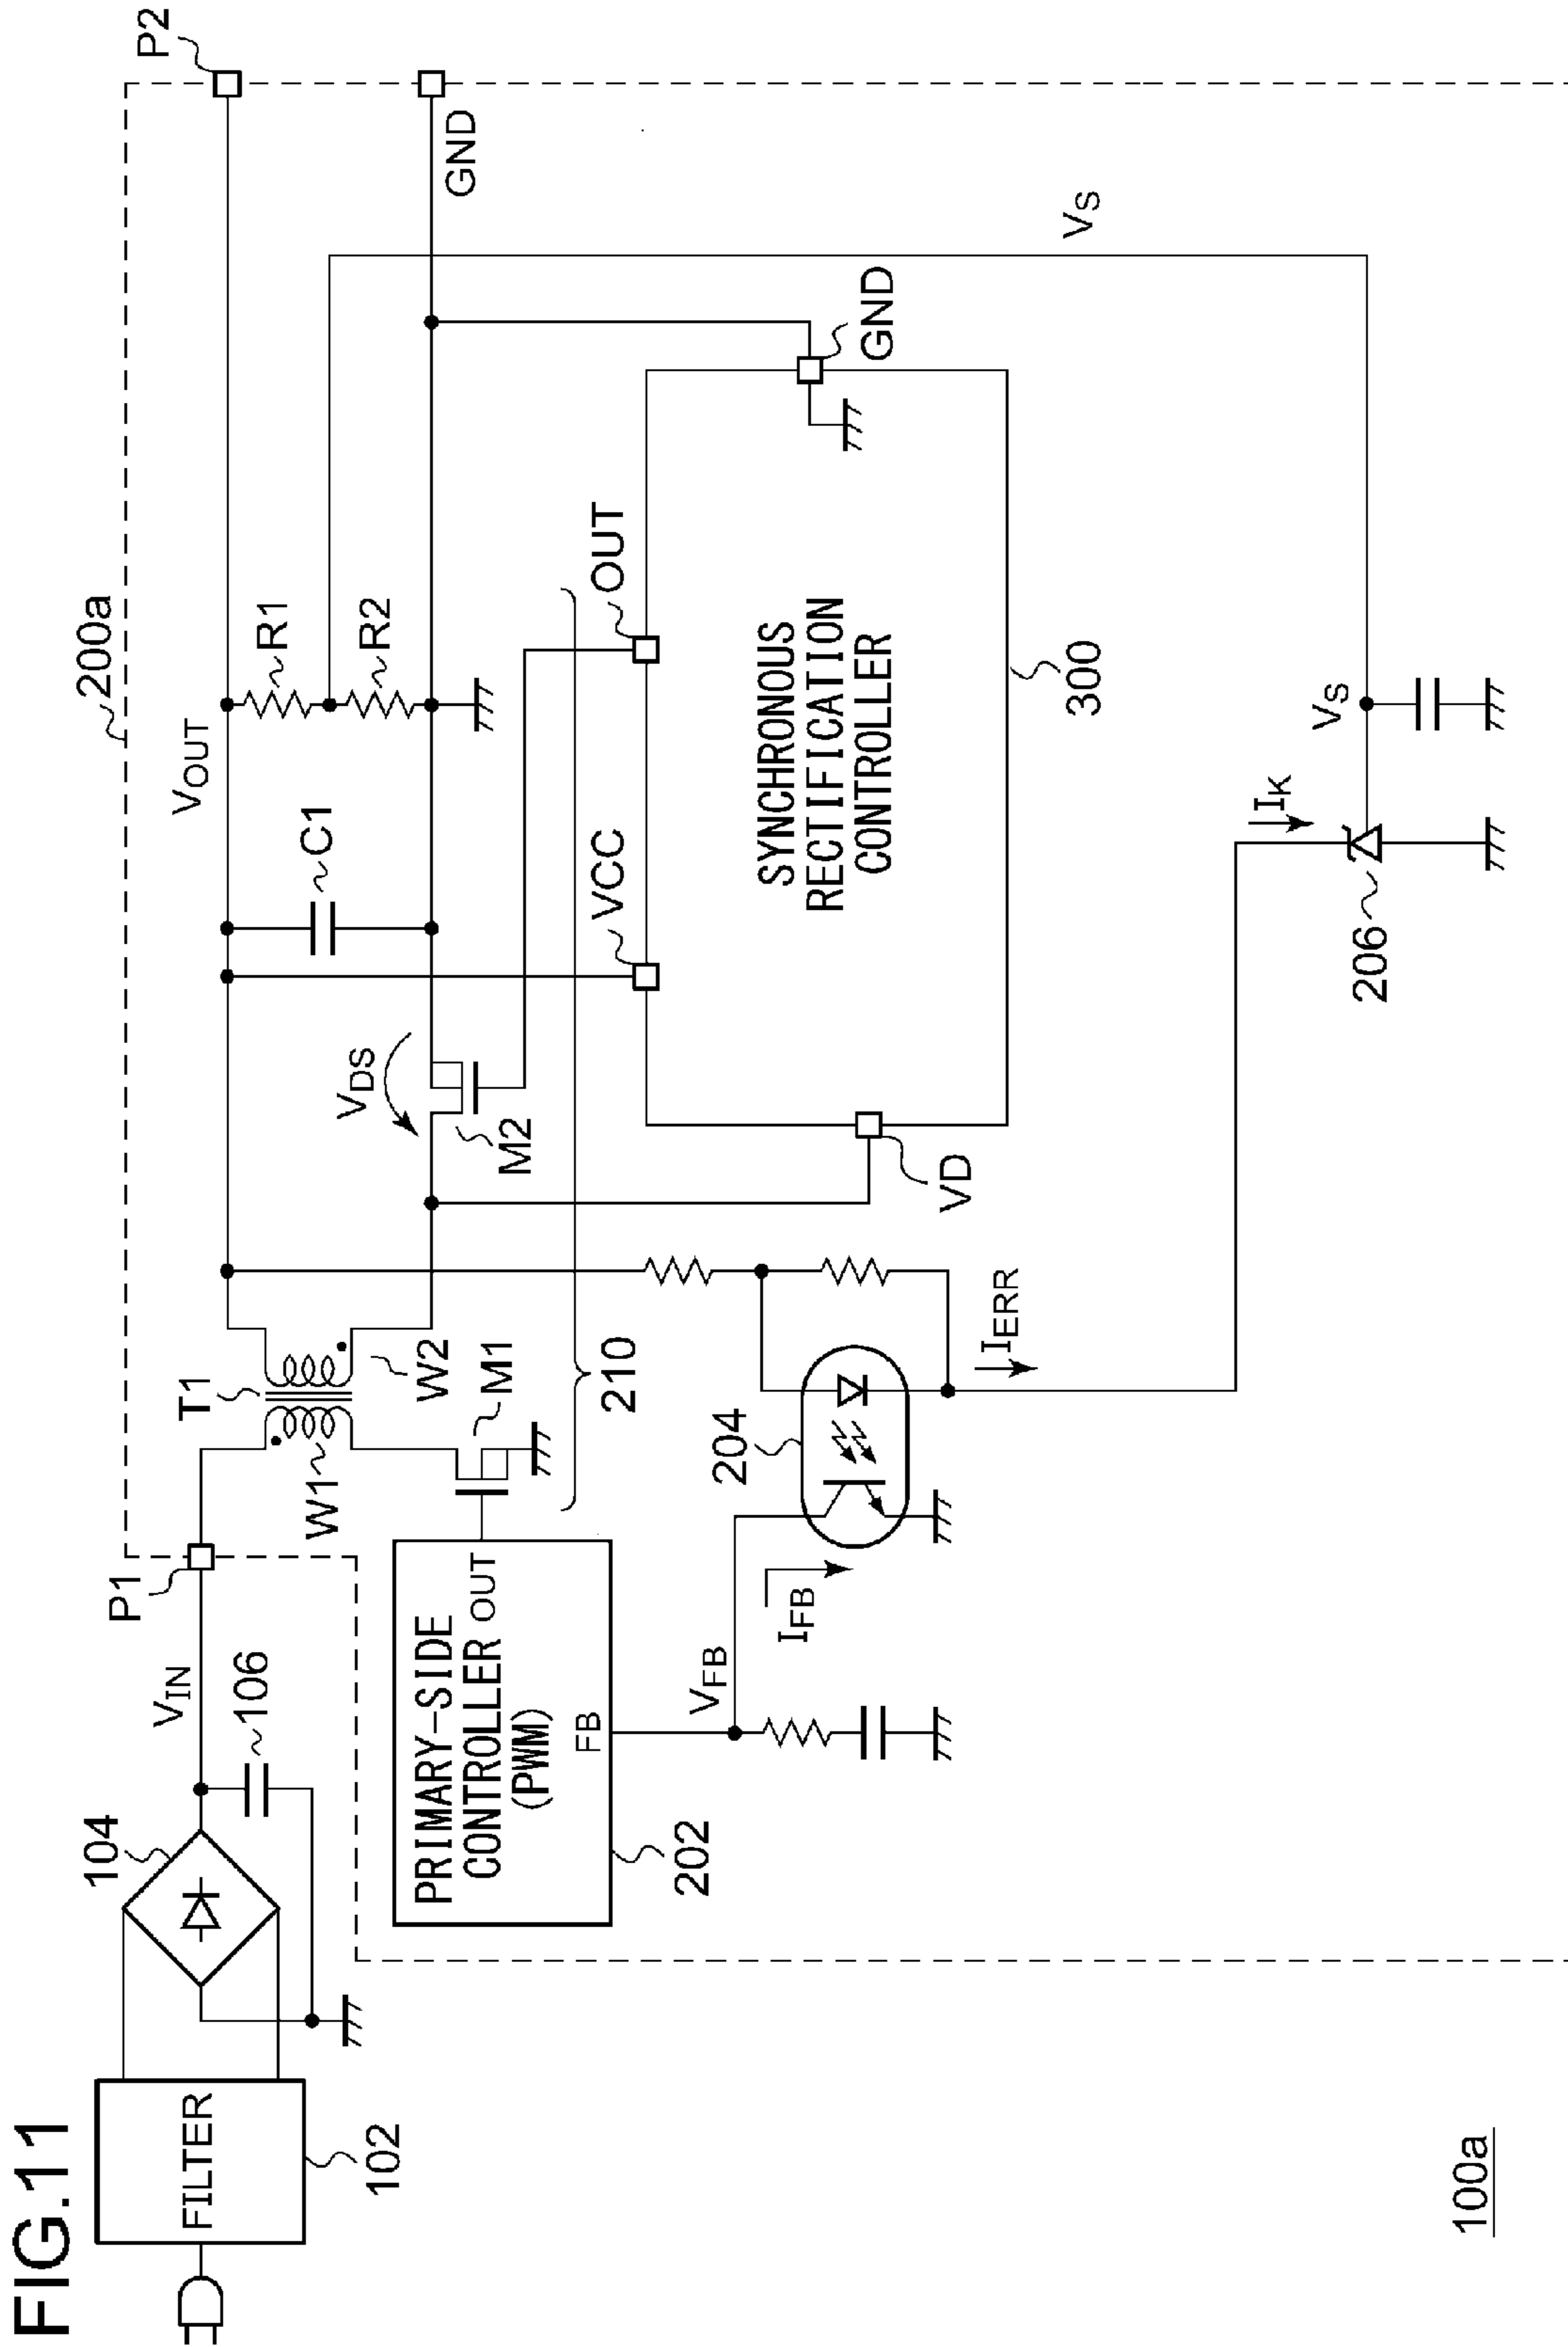 FIG.11
100a
FILTER
102
104
106
VIN
P1
T1
W1
W2
M1
PRIMARY-SIDE
CONTROLLER
(PWM)
OUT
FB
202
VFB
IFB
204
IERR
210
200a
VOUT
VDS
M2
C1
R1
R2
P2
GND
VCC
OUT
VD
GND
SYNCHRONOUS
RECTIFICATION
CONTROLLER
300
VS
VS
IK
206